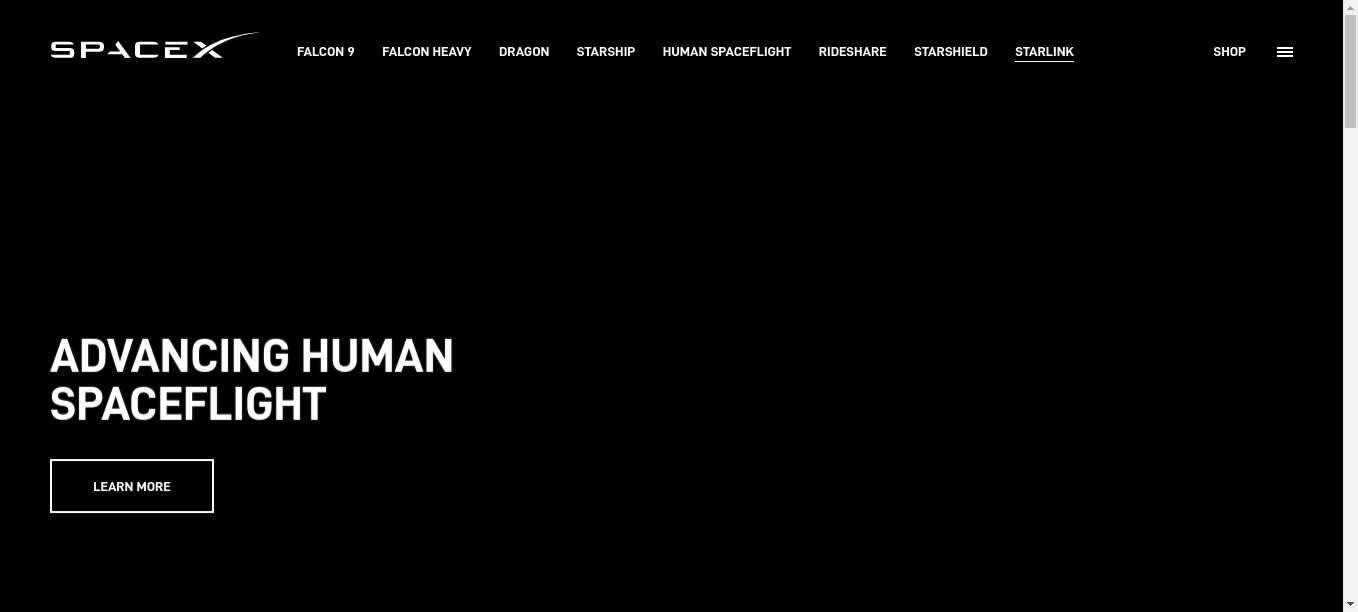 SPACEX FALCON 9 FALCON HEAVY DRAGON STARSHIP HUMAN SPACEFLIGHT RIDESHARE STARSHIELD STARLINK SHOP
ADVANCING HUMAN
SPACEFLIGHT
LEARN MORE